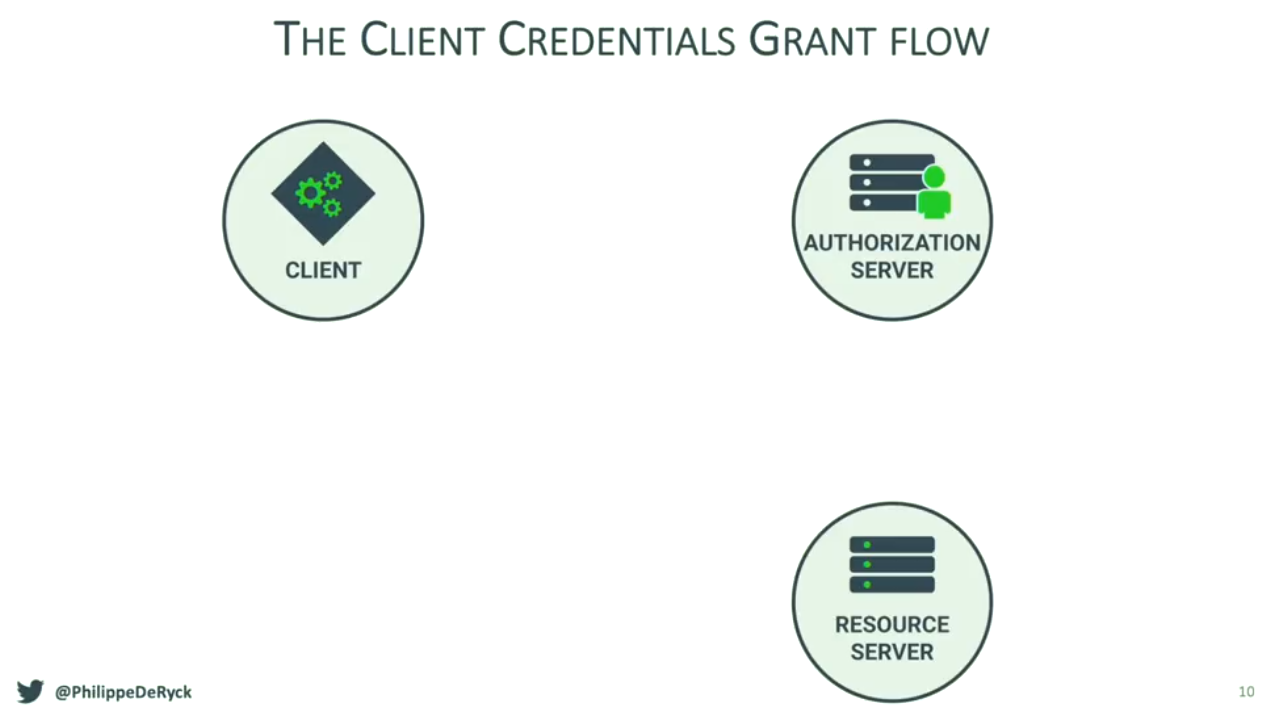 THE CLIENT CREDENTIALS GRANT FLOW
CLIENT
AUTHORIZATION
SERVER
RESOURCE
SERVER
@PhilippeDeRyck
10